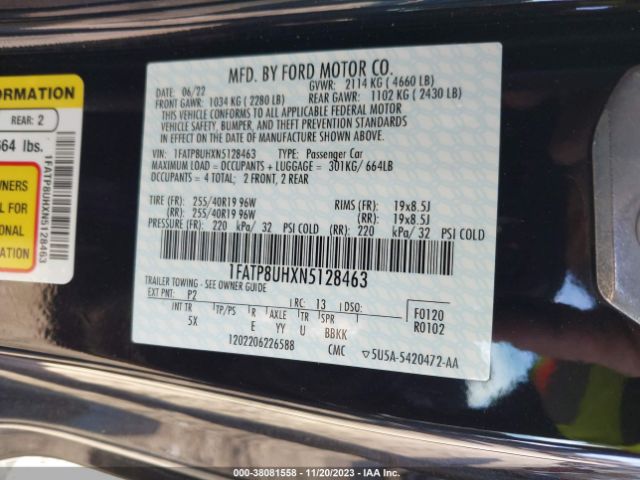 ORMATION
REAR: 2
664 lbs.
WNERS
L FOR
ONAL
ATION
1FATP8UHXN5128463
MFD. BY FORD MOTOR CO.
DATE: 06/22 GVWR: 2114 KG ( 4660 LB)
FRONT GAWR: 1034 KG ( 2280 LB) REAR GAWR: 1102 KG ( 2430 LB)
THIS VEHICLE CONFORMS TO ALL APPLICABLE FEDERAL MOTOR
VEHICLE SAFETY, BUMPER, AND THEFT PREVENTION STANDARDS
IN EFFECT ON THE DATE OF MANUFACTURE SHOWN ABOVE.
VIN: 1FATP8UHXN5128463 TYPE: Passenger Car
MAXIMUM LOAD = OCCUPANTS + LUGGAGE = 301KG/ 664LB
OCCUPANTS = 4 TOTAL; 2 FRONT, 2 REAR
TIRE (FR): 255/40R19 96W RIMS (FR): 19x8.5J
(RR): 255/40R19 96W (RR): 19x8.5J
PRESSURE (FR): 220 kPa/ 32 PSI COLD (RR): 220 kPa/ 32 PSI COLD
1FATP8UHXN5128463
TRAILER TOWING - SEE OWNER GUIDE
EXT PNT: P2 RC: 13 DSO: F0120
INT TR TP/PS R AXLE TR SPR R0102
5X E YY U BBKK
1202206226588 CMC ▽5U5A-5420472-AA
000-38081558 - 11/20/2023 - IAA Inc.